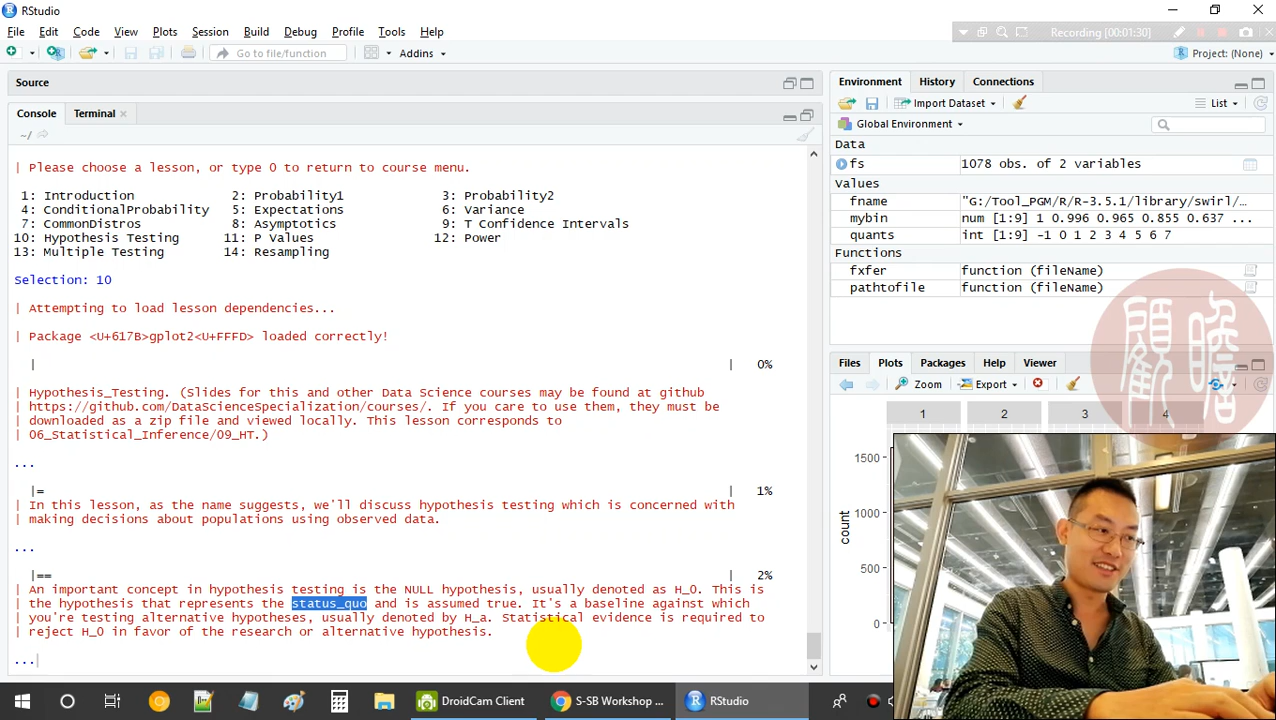 RStudio
File Edit Code View Plots Session Build Debug Profile Tools Help
Recording [00:01:30]
Go to file/function
Addins
Project: (None)
Source
Console Terminal
~/
| Please choose a lesson, or type 0 to return to course menu.
1: Introduction 2: Probability1 3: Probability2
4: ConditionalProbability 5: Expectations 6: Variance
7: CommonDistros 8: Asymptotics 9: T Confidence Intervals
10: Hypothesis Testing 11: P Values 12: Power
13: Multiple Testing 14: Resampling
Selection: 10
| Attempting to load lesson dependencies...
| Package <U+617B>gplot2<U+FFFD> loaded correctly!
| | 0%
| Hypothesis_Testing. (Slides for this and other Data Science courses may be found at github
| https://github.com/DataScienceSpecialization/courses/. If you care to use them, they must be
| downloaded as a zip file and viewed locally. This lesson corresponds to
| 06_Statistical_Inference/09_HT.)
...
|= | 1%
| In this lesson, as the name suggests, we'll discuss hypothesis testing which is concerned with
| making decisions about populations using observed data.
...
|== | 2%
| An important concept in hypothesis testing is the NULL hypothesis, usually denoted as H_0. This is
| the hypothesis that represents the status_quo and is assumed true. It's a baseline against which
| you're testing alternative hypotheses, usually denoted by H_a. Statistical evidence is required to
| reject H_0 in favor of the research or alternative hypothesis.
...
Environment History Connections
Import Dataset
List
Global Environment
Data
fs 1078 obs. of 2 variables
Values
fname "G:/Tool_PGM/R/R-3.5.1/library/swirl/…
mybin num [1:9] 1 0.996 0.965 0.855 0.637 ...
quants int [1:9] -1 0 1 2 3 4 5 6 7
Functions
fxfer function (fileName)
pathtofile function (fileName)
顧瞻
Files Plots Packages Help Viewer
Zoom Export
1 2 3 4
1500
1000
500
0
count
DroidCam Client
S-SB Workshop ...
RStudio